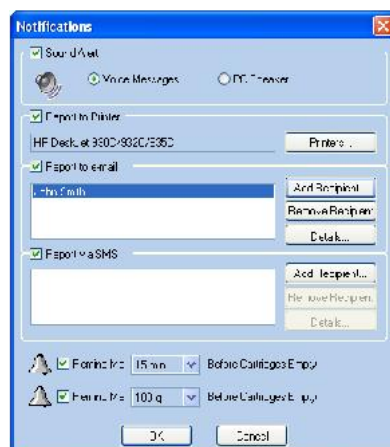 Notifications
Sound Alert
Voice Messages PC Speaker
Report to Printer
HP DeskJet 930C/932C/935C Printers...
Report to e-mail
John Smith
Add Recipient...
Remove Recipient
Details...
Report via SMS
Add Recipient...
Remove Recipient
Details...
Remind Me 15 min Before Cartridges Empty
Remind Me 100 g Before Cartridges Empty
OK Cancel